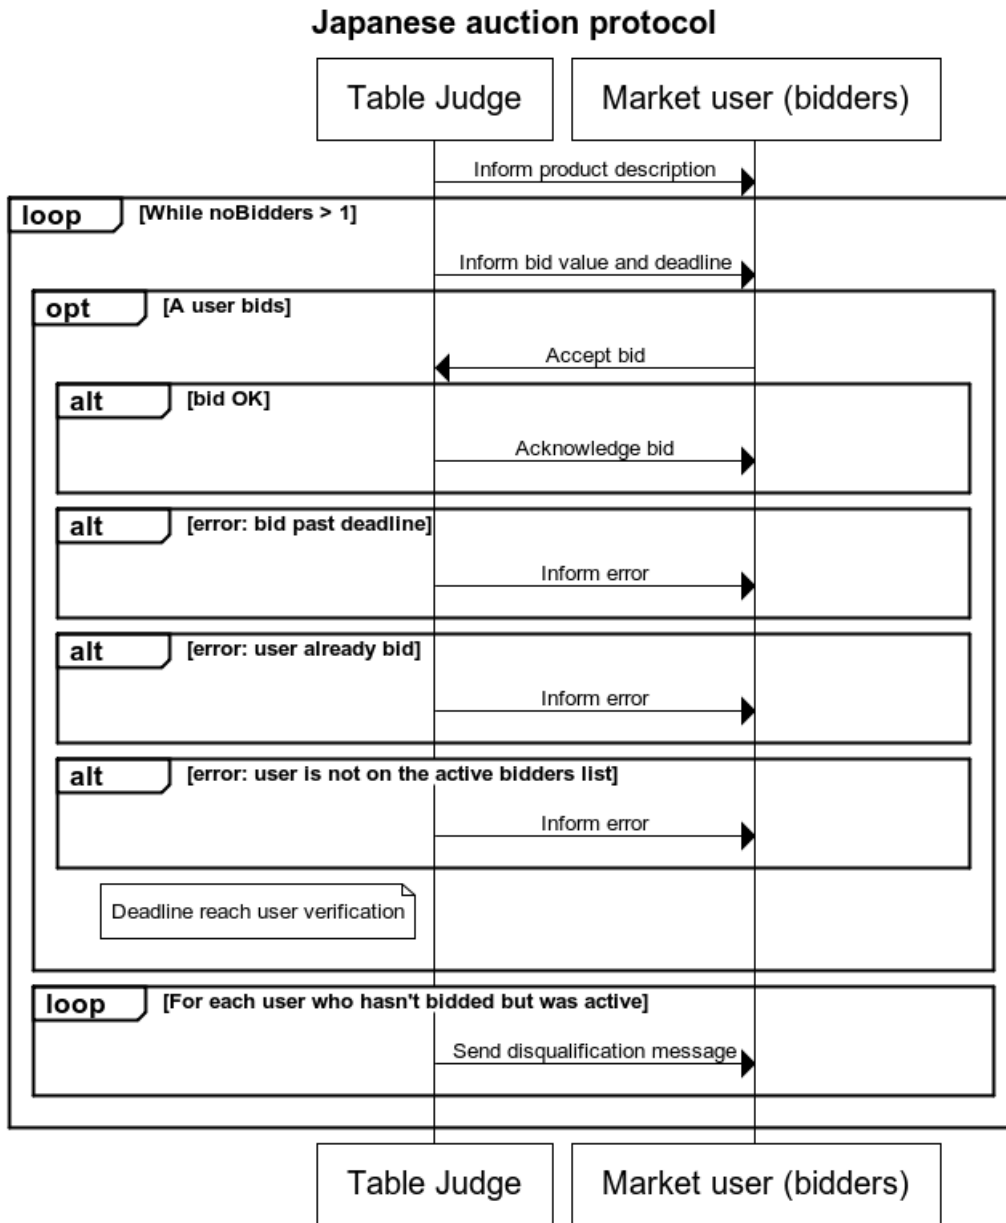 Japanese auction protocol
Table Judge
Market user (bidders)
Inform product description
loop
[While noBidders > 1]
Inform bid value and deadline
opt
[A user bids]
Accept bid
alt
[bid OK]
Acknowledge bid
alt
[error: bid past deadline]
Inform error
alt
[error: user already bid]
Inform error
alt
[error: user is not on the active bidders list]
Inform error
Deadline reach user verification
loop
[For each user who hasn't bidded but was active]
Send disqualification message
Table Judge
Market user (bidders)